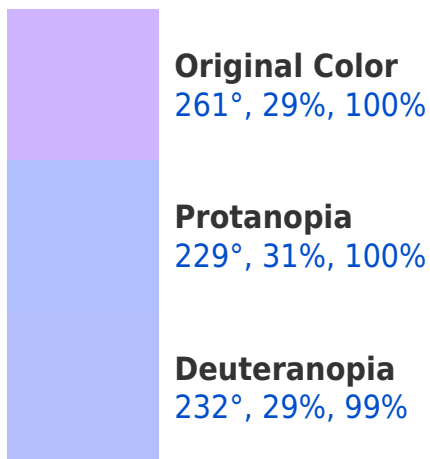 Original Color
261°, 29%, 100%
Protanopia
229°, 31%, 100%
Deuteranopia
232°, 29%, 99%